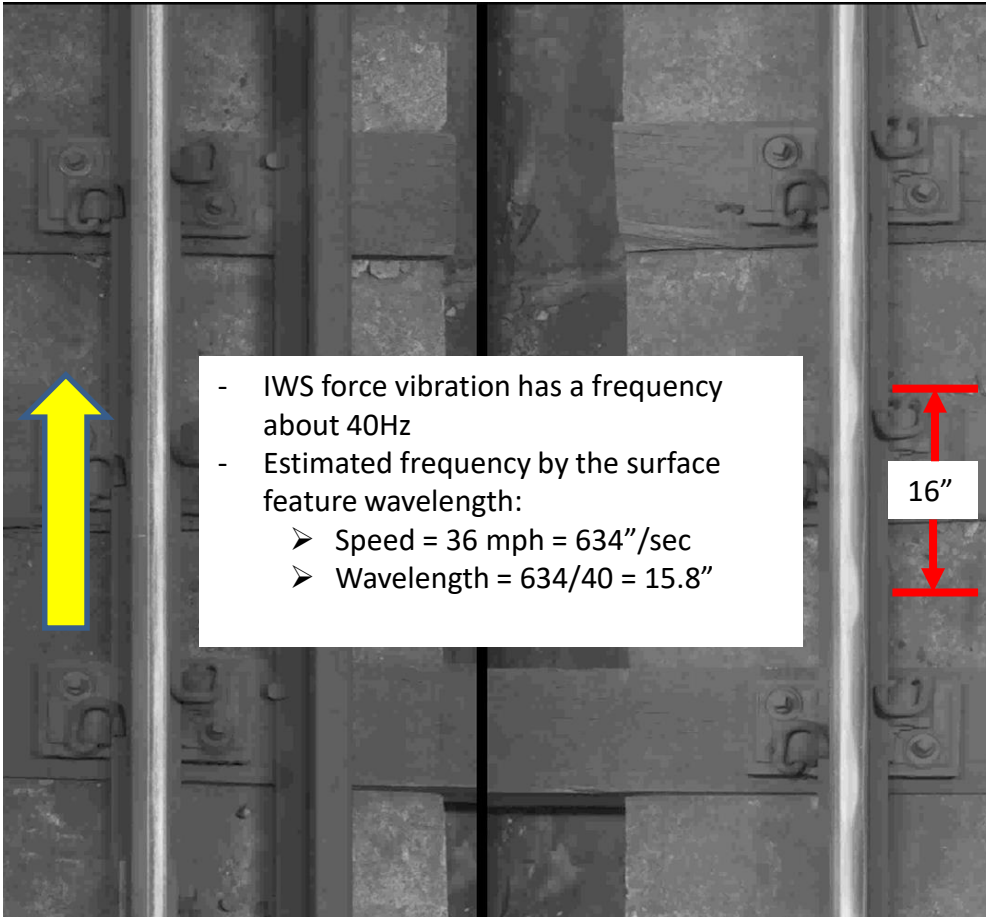 - IWS force vibration has a frequency
about 40Hz
- Estimated frequency by the surface
feature wavelength:
➢ Speed = 36 mph = 634”/sec
➢ Wavelength = 634/40 = 15.8”
16”